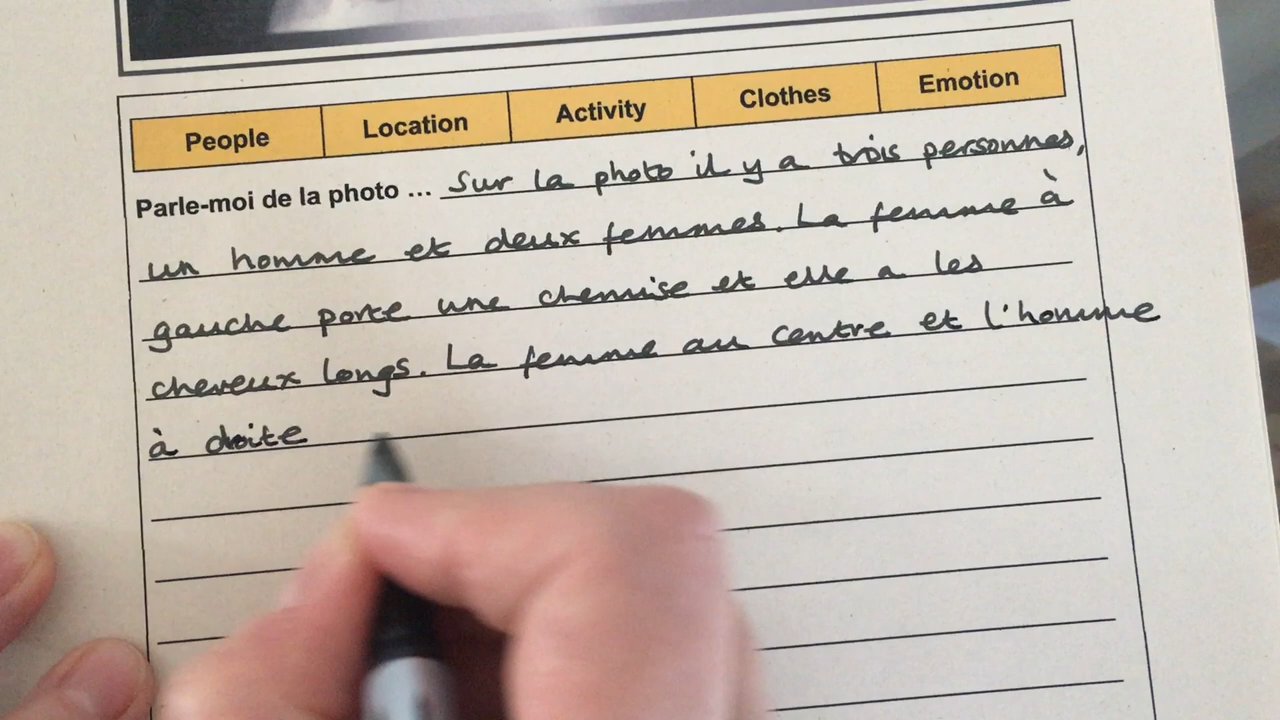 People Location Activity Clothes Emotion
Parle-moi de la photo ... Sur la photo il y a trois personnes,
un homme et deux femmes. La femme à
gauche porte une chemise et elle a les
cheveux longs. La femme au centre et l'homme
à droite